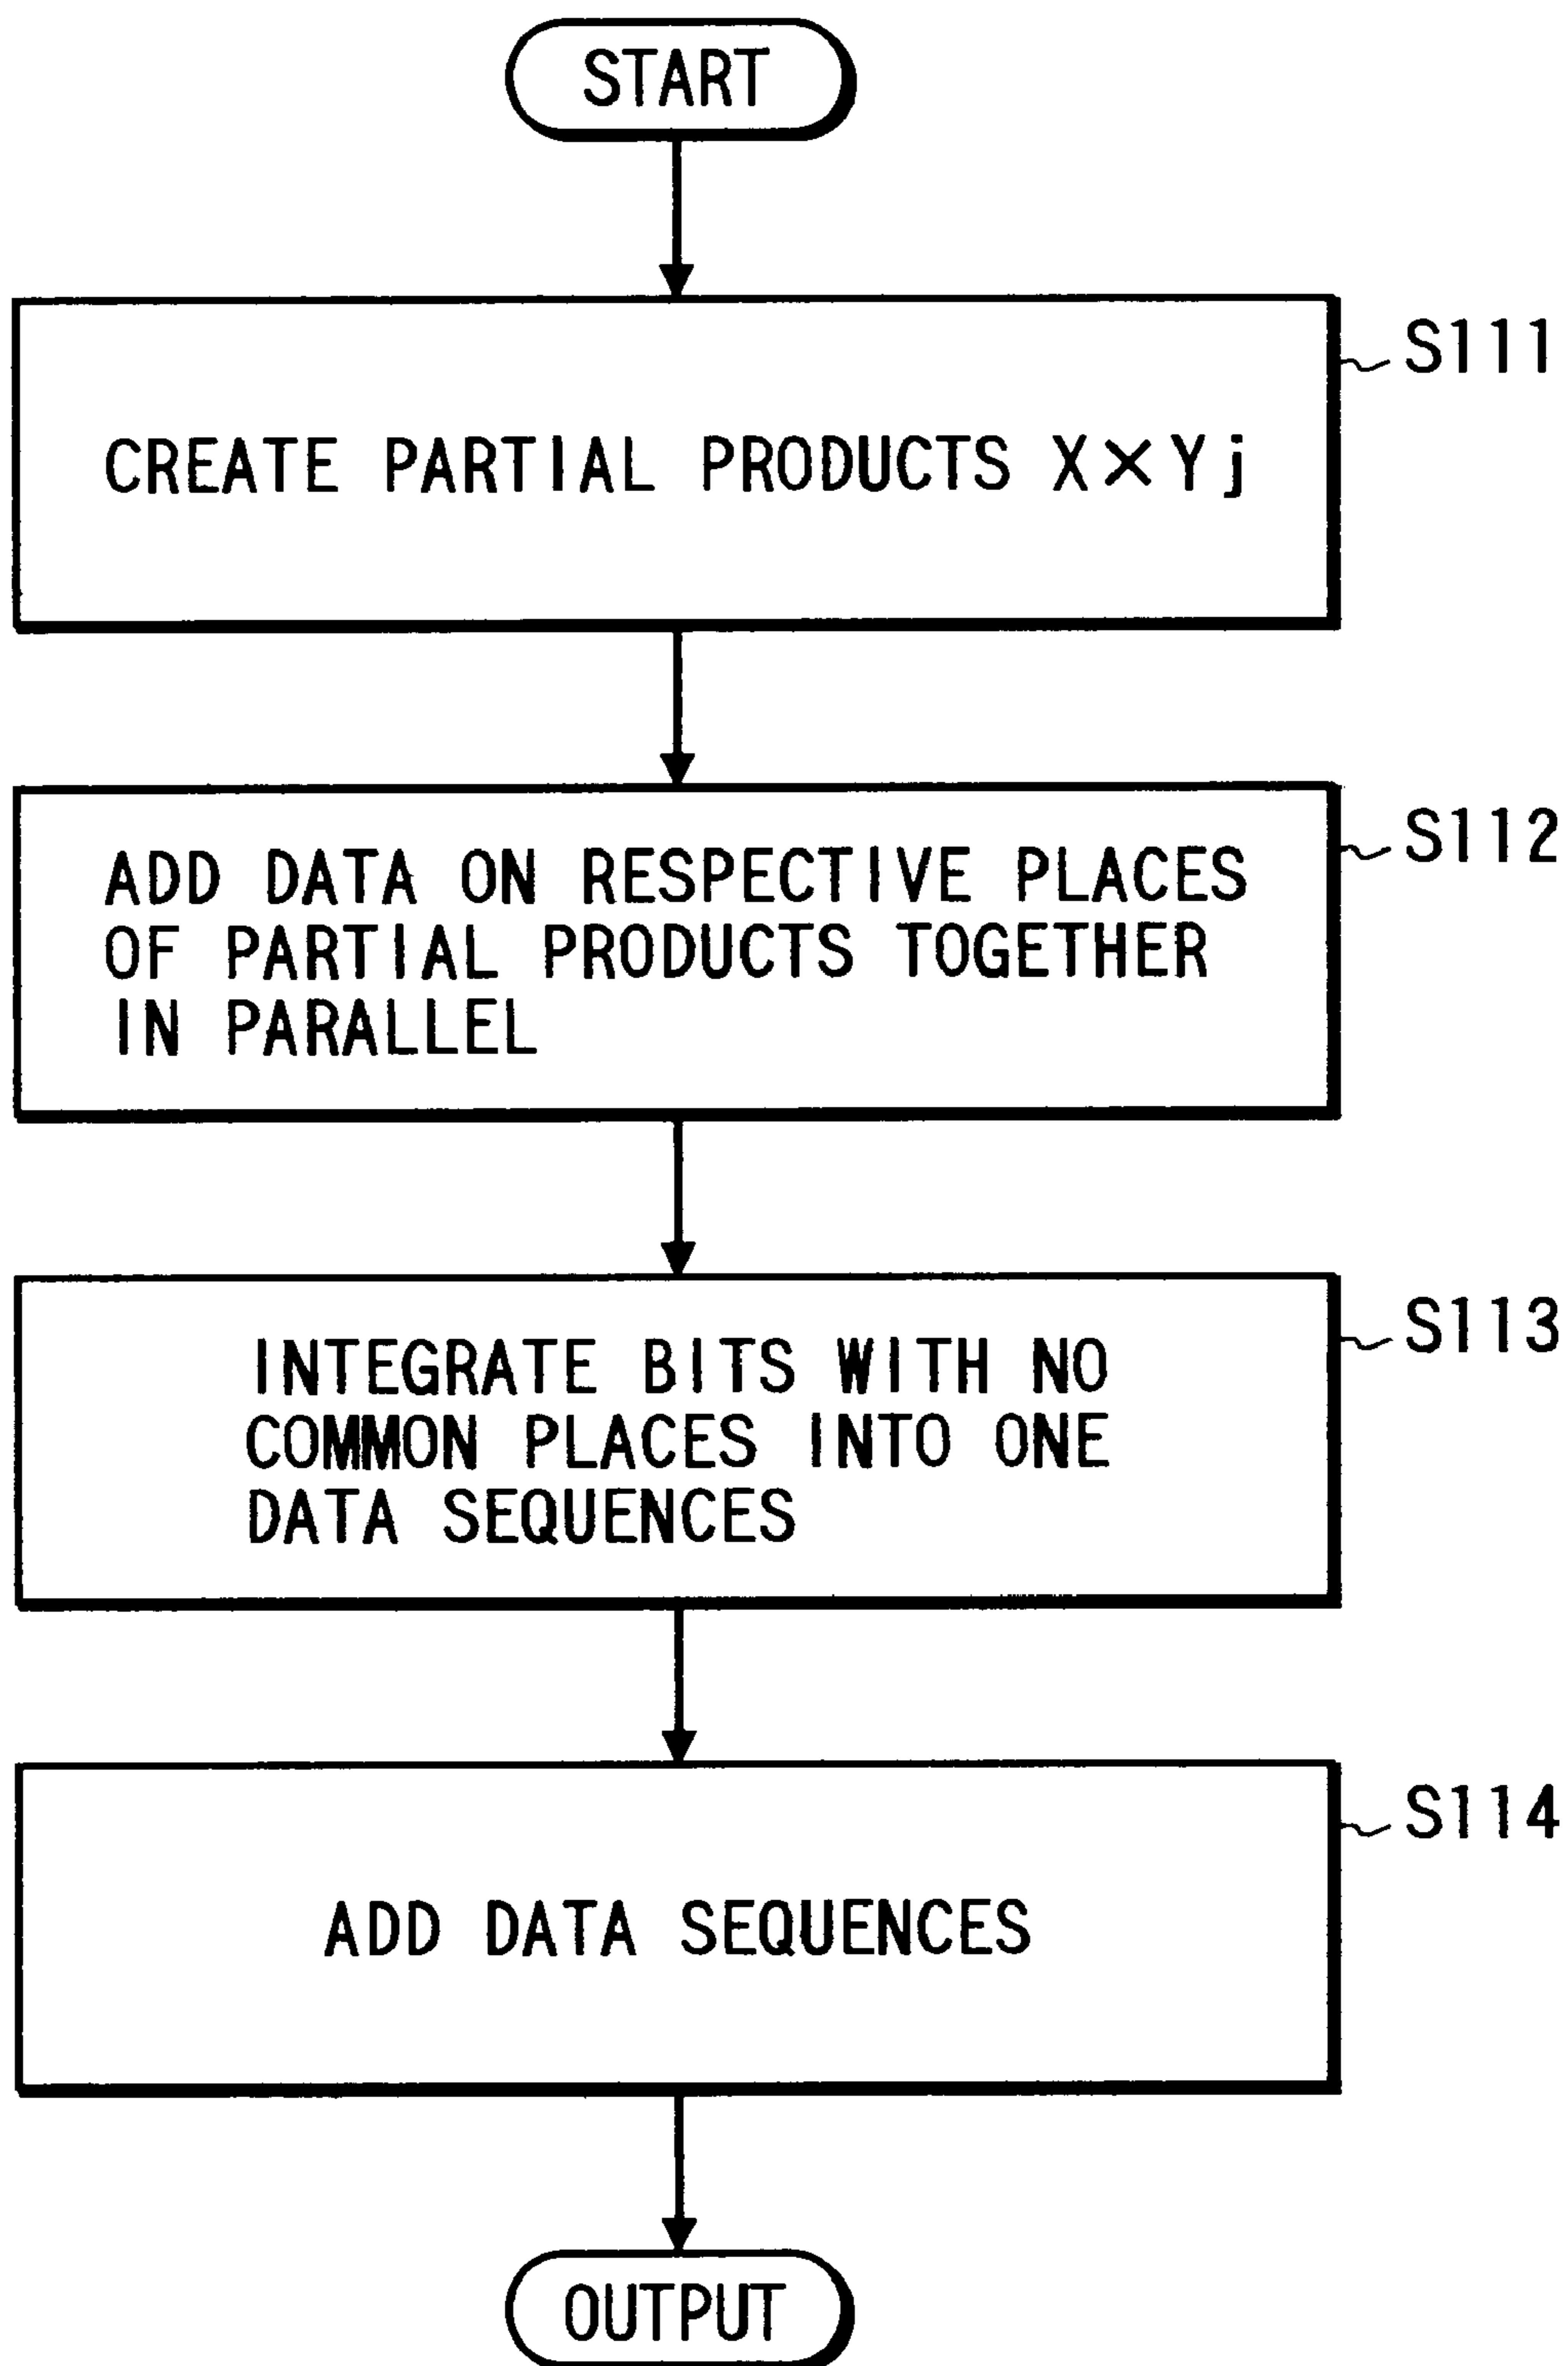 START
S111
CREATE PARTIAL PRODUCTS X×Yj
S112
ADD DATA ON RESPECTIVE PLACES
OF PARTIAL PRODUCTS TOGETHER
IN PARALLEL
S113
INTEGRATE BITS WITH NO
COMMON PLACES INTO ONE
DATA SEQUENCES
S114
ADD DATA SEQUENCES
OUTPUT